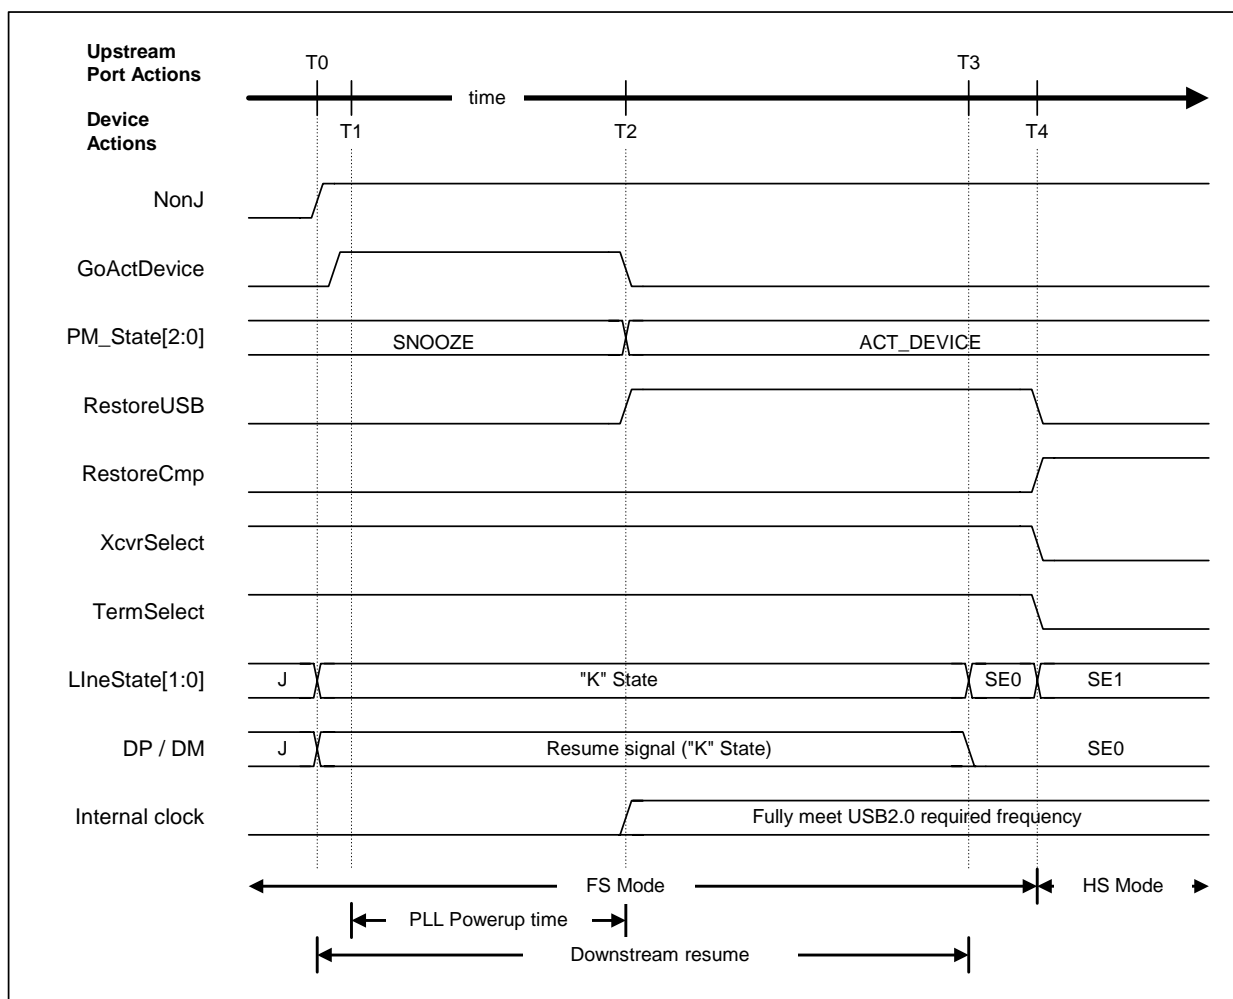 Upstream
Port Actions
T0
T3
time
Device
Actions
T1
T2
T4
NonJ
GoActDevice
PM_State[2:0]
SNOOZE
ACT_DEVICE
RestoreUSB
RestoreCmp
XcvrSelect
TermSelect
LIneState[1:0]
J
"K" State
SE0
SE1
DP / DM
J
Resume signal ("K" State)
SE0
Internal clock
Fully meet USB2.0 required frequency
FS Mode
HS Mode
PLL Powerup time
Downstream resume